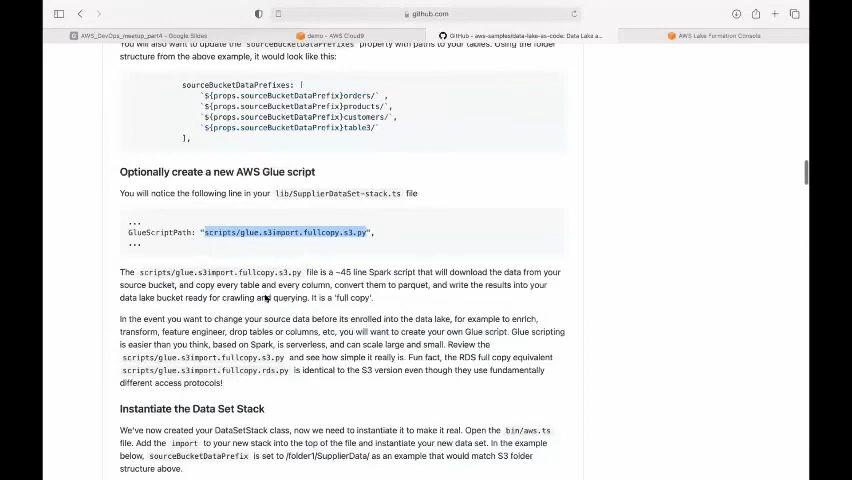 github.com
AWS_DevOps_meetup_part4 - Google Slides
demo - AWS Cloud9
GitHub - aws-samples/data-lake-as-code: Data Lake a...
AWS Lake Formation Console
You will also want to update the sourceBucketDataPrefixes property with paths to your tables. Using the folder
structure from the above example, it would look like this:
sourceBucketDataPrefixes: [
`${props.sourceBucketDataPrefix}orders/` ,
`${props.sourceBucketDataPrefix}products/`,
`${props.sourceBucketDataPrefix}customers/`,
`${props.sourceBucketDataPrefix}table3/`
],
Optionally create a new AWS Glue script
You will notice the following line in your lib/SupplierDataSet-stack.ts file
...
GlueScriptPath: "scripts/glue.s3import.fullcopy.s3.py",
...
The scripts/glue.s3import.fullcopy.s3.py file is a ~45 line Spark script that will download the data from your
source bucket, and copy every table and every column, convert them to parquet, and write the results into your
data lake bucket ready for crawling and querying. It is a 'full copy'.
In the event you want to change your source data before its enrolled into the data lake, for example to enrich,
transform, feature engineer, drop tables or columns, etc, you will want to create your own Glue script. Glue scripting
is easier than you think, based on Spark, is serverless, and can scale large and small. Review the
scripts/glue.s3import.fullcopy.s3.py and see how simple it really is. Fun fact, the RDS full copy equivalent
scripts/glue.s3import.fullcopy.rds.py is identical to the S3 version even though they use fundamentally
different access protocols!
Instantiate the Data Set Stack
We've now created your DataSetStack class, now we need to instantiate it to make it real. Open the bin/aws.ts
file. Add the import to your new stack into the top of the file and instantiate your new data set. In the example
below, sourceBucketDataPrefix is set to /folder1/SupplierData/ as an example that would match S3 folder
structure above.